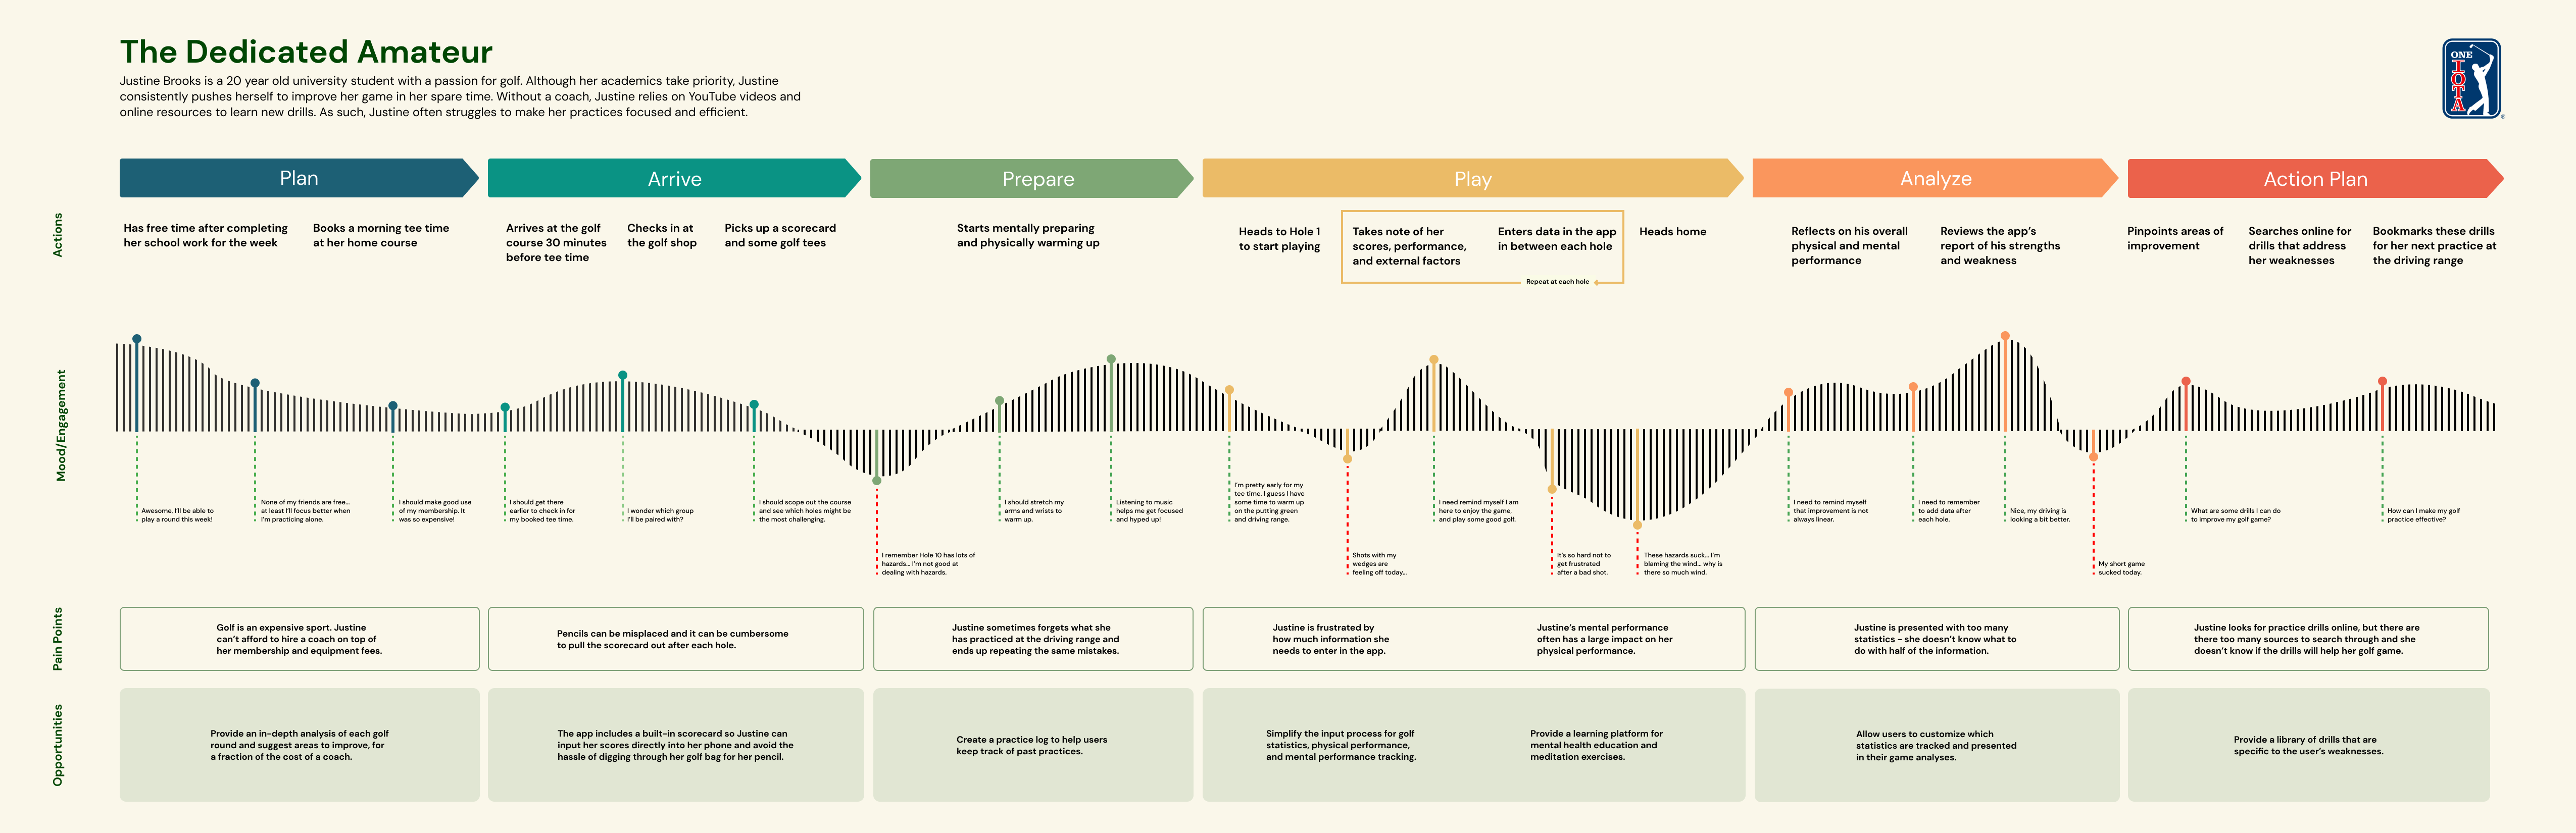 The Dedicated Amateur
Justine Brooks is a 20 year old university student with a passion for golf. Although her academics take priority, Justine
consistently pushes herself to improve her game in her spare time. Without a coach, Justine relies on YouTube videos and
online resources to learn new drills. As such, Justine often struggles to make her practices focused and efficient.
ONE
IOTA
®
Plan
Arrive
Prepare
Play
Analyze
Action Plan
Actions
Has free time after completing
her school work for the week
Books a morning tee time
at her home course
Arrives at the golf
course 30 minutes
before tee time
Checks in at
the golf shop
Picks up a scorecard
and some golf tees
Starts mentally preparing
and physically warming up
Heads to Hole 1
to start playing
Takes note of her
scores, performance,
and external factors
Enters data in the app
in between each hole
Repeat at each hole
Heads home
Reflects on his overall
physical and mental
performance
Reviews the app's
report of his strengths
and weakness
Pinpoints areas of
improvement
Searches online for
drills that address
her weaknesses
Bookmarks these drills
for her next practice at
the driving range
Mood/Engagement
Awesome, I'll be able to
play a round this week!
None of my friends are free...
at least I'll focus better when
I'm practicing alone.
I should make good use
of my membership. It
was so expensive!
I should get there
earlier to check in for
my booked tee time.
I wonder which group
I'll be paired with?
I should scope out the course
and see which holes might be
the most challenging.
I remember Hole 10 has lots of
hazards... I'm not good at
dealing with hazards.
I should stretch my
arms and wrists to
warm up.
Listening to music
helps me get focused
and hyped up!
I'm pretty early for my
tee time. I guess I have
some time to warm up
on the putting green
and driving range.
Shots with my
wedges are
feeling off today...
I need remind myself I am
here to enjoy the game,
and play some good golf.
It's so hard not to
get frustrated
after a bad shot.
These hazards suck... I'm
blaming the wind... why is
there so much wind.
I need to remind myself
that improvement is not
always linear.
I need to remember
to add data after
each hole.
Nice, my driving is
looking a bit better.
My short game
sucked today.
What are some drills I can do
to improve my golf game?
How can I make my golf
practice effective?
Pain Points
Golf is an expensive sport. Justine
can't afford to hire a coach on top of
her membership and equipment fees.
Pencils can be misplaced and it can be cumbersome
to pull the scorecard out after each hole.
Justine sometimes forgets what she
has practiced at the driving range and
ends up repeating the same mistakes.
Justine is frustrated by
how much information she
needs to enter in the app.
Justine's mental performance
often has a large impact on her
physical performance.
Justine is presented with too many
statistics - she doesn't know what to
do with half of the information.
Justine looks for practice drills online, but there are
there too many sources to search through and she
doesn't know if the drills will help her golf game.
Opportunities
Provide an in-depth analysis of each golf
round and suggest areas to improve, for
a fraction of the cost of a coach.
The app includes a built-in scorecard so Justine can
input her scores directly into her phone and avoid the
hassle of digging through her golf bag for her pencil.
Create a practice log to help users
keep track of past practices.
Simplify the input process for golf
statistics, physical performance,
and mental performance tracking.
Provide a learning platform for
mental health education and
meditation exercises.
Allow users to customize which
statistics are tracked and presented
in their game analyses.
Provide a library of drills that are
specific to the user's weaknesses.